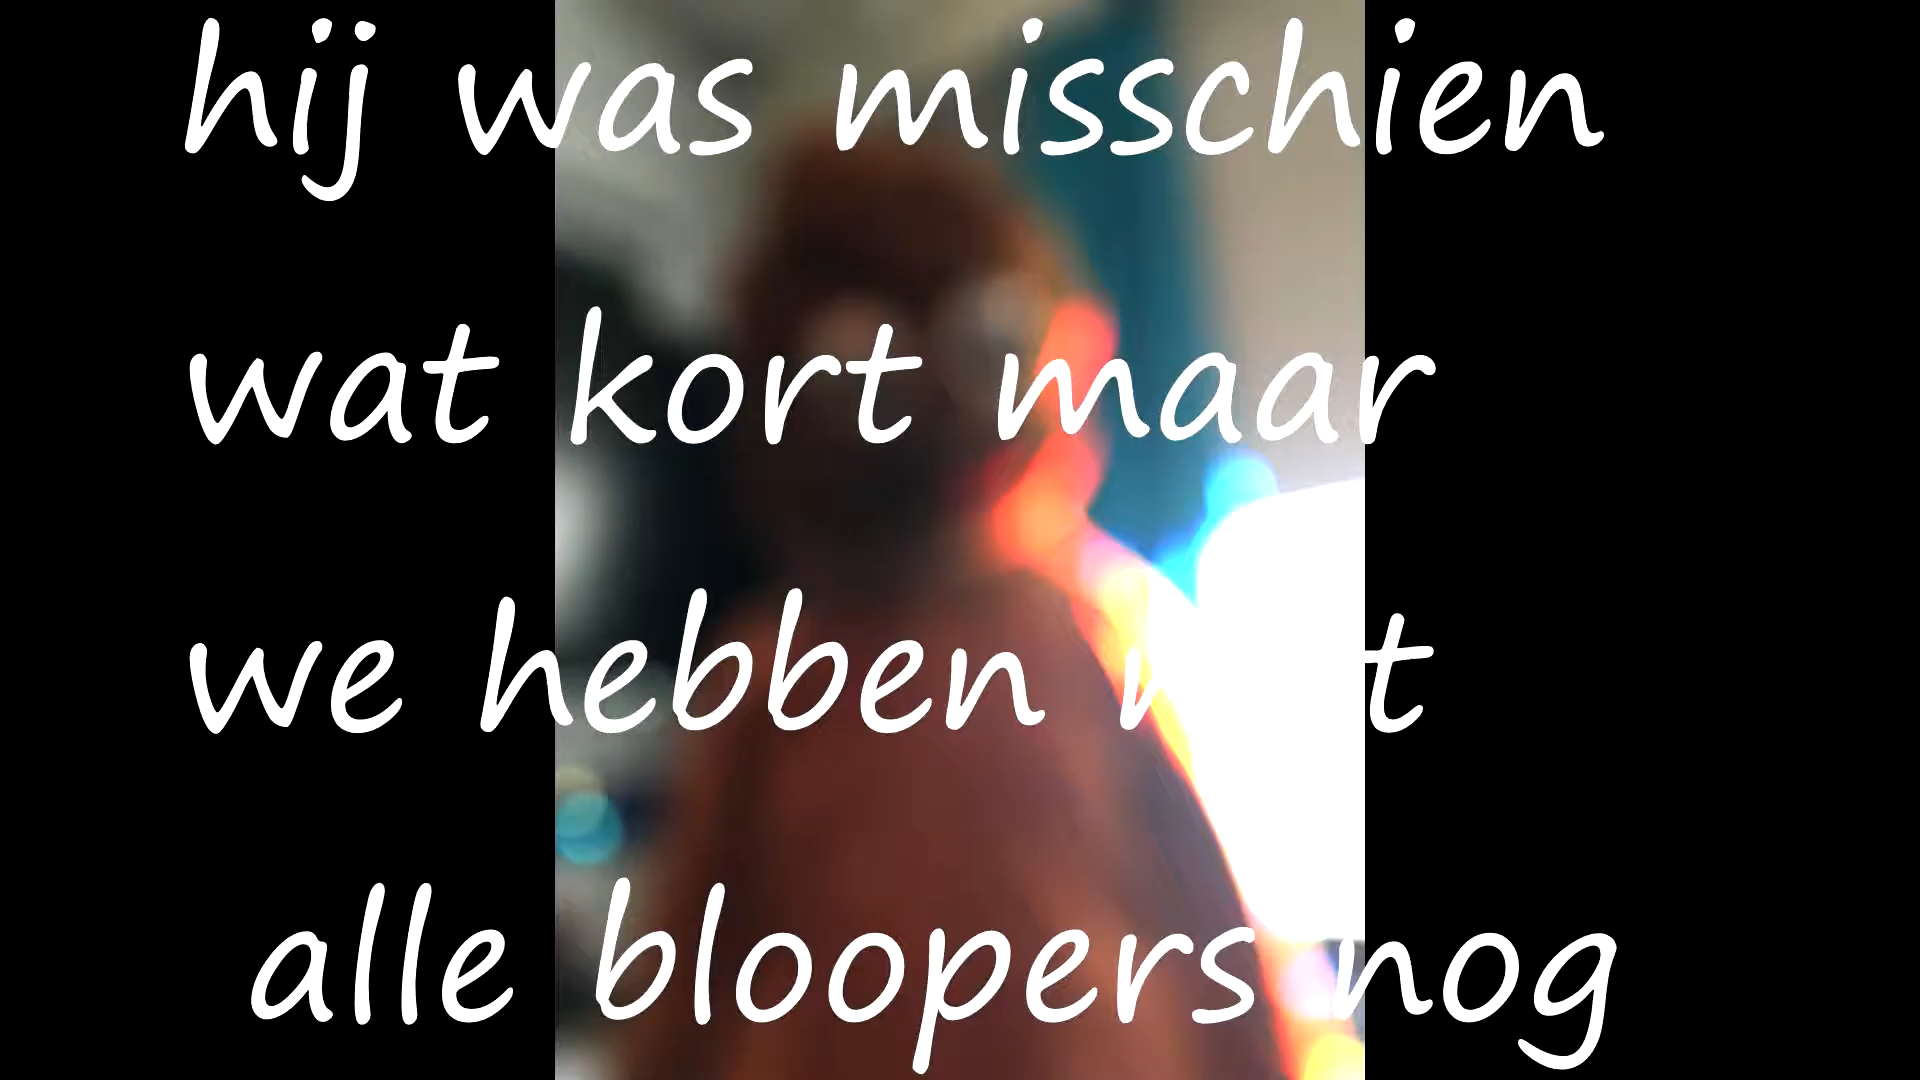 hij was misschien
wat kort maar
we hebben
alle bloopers nog